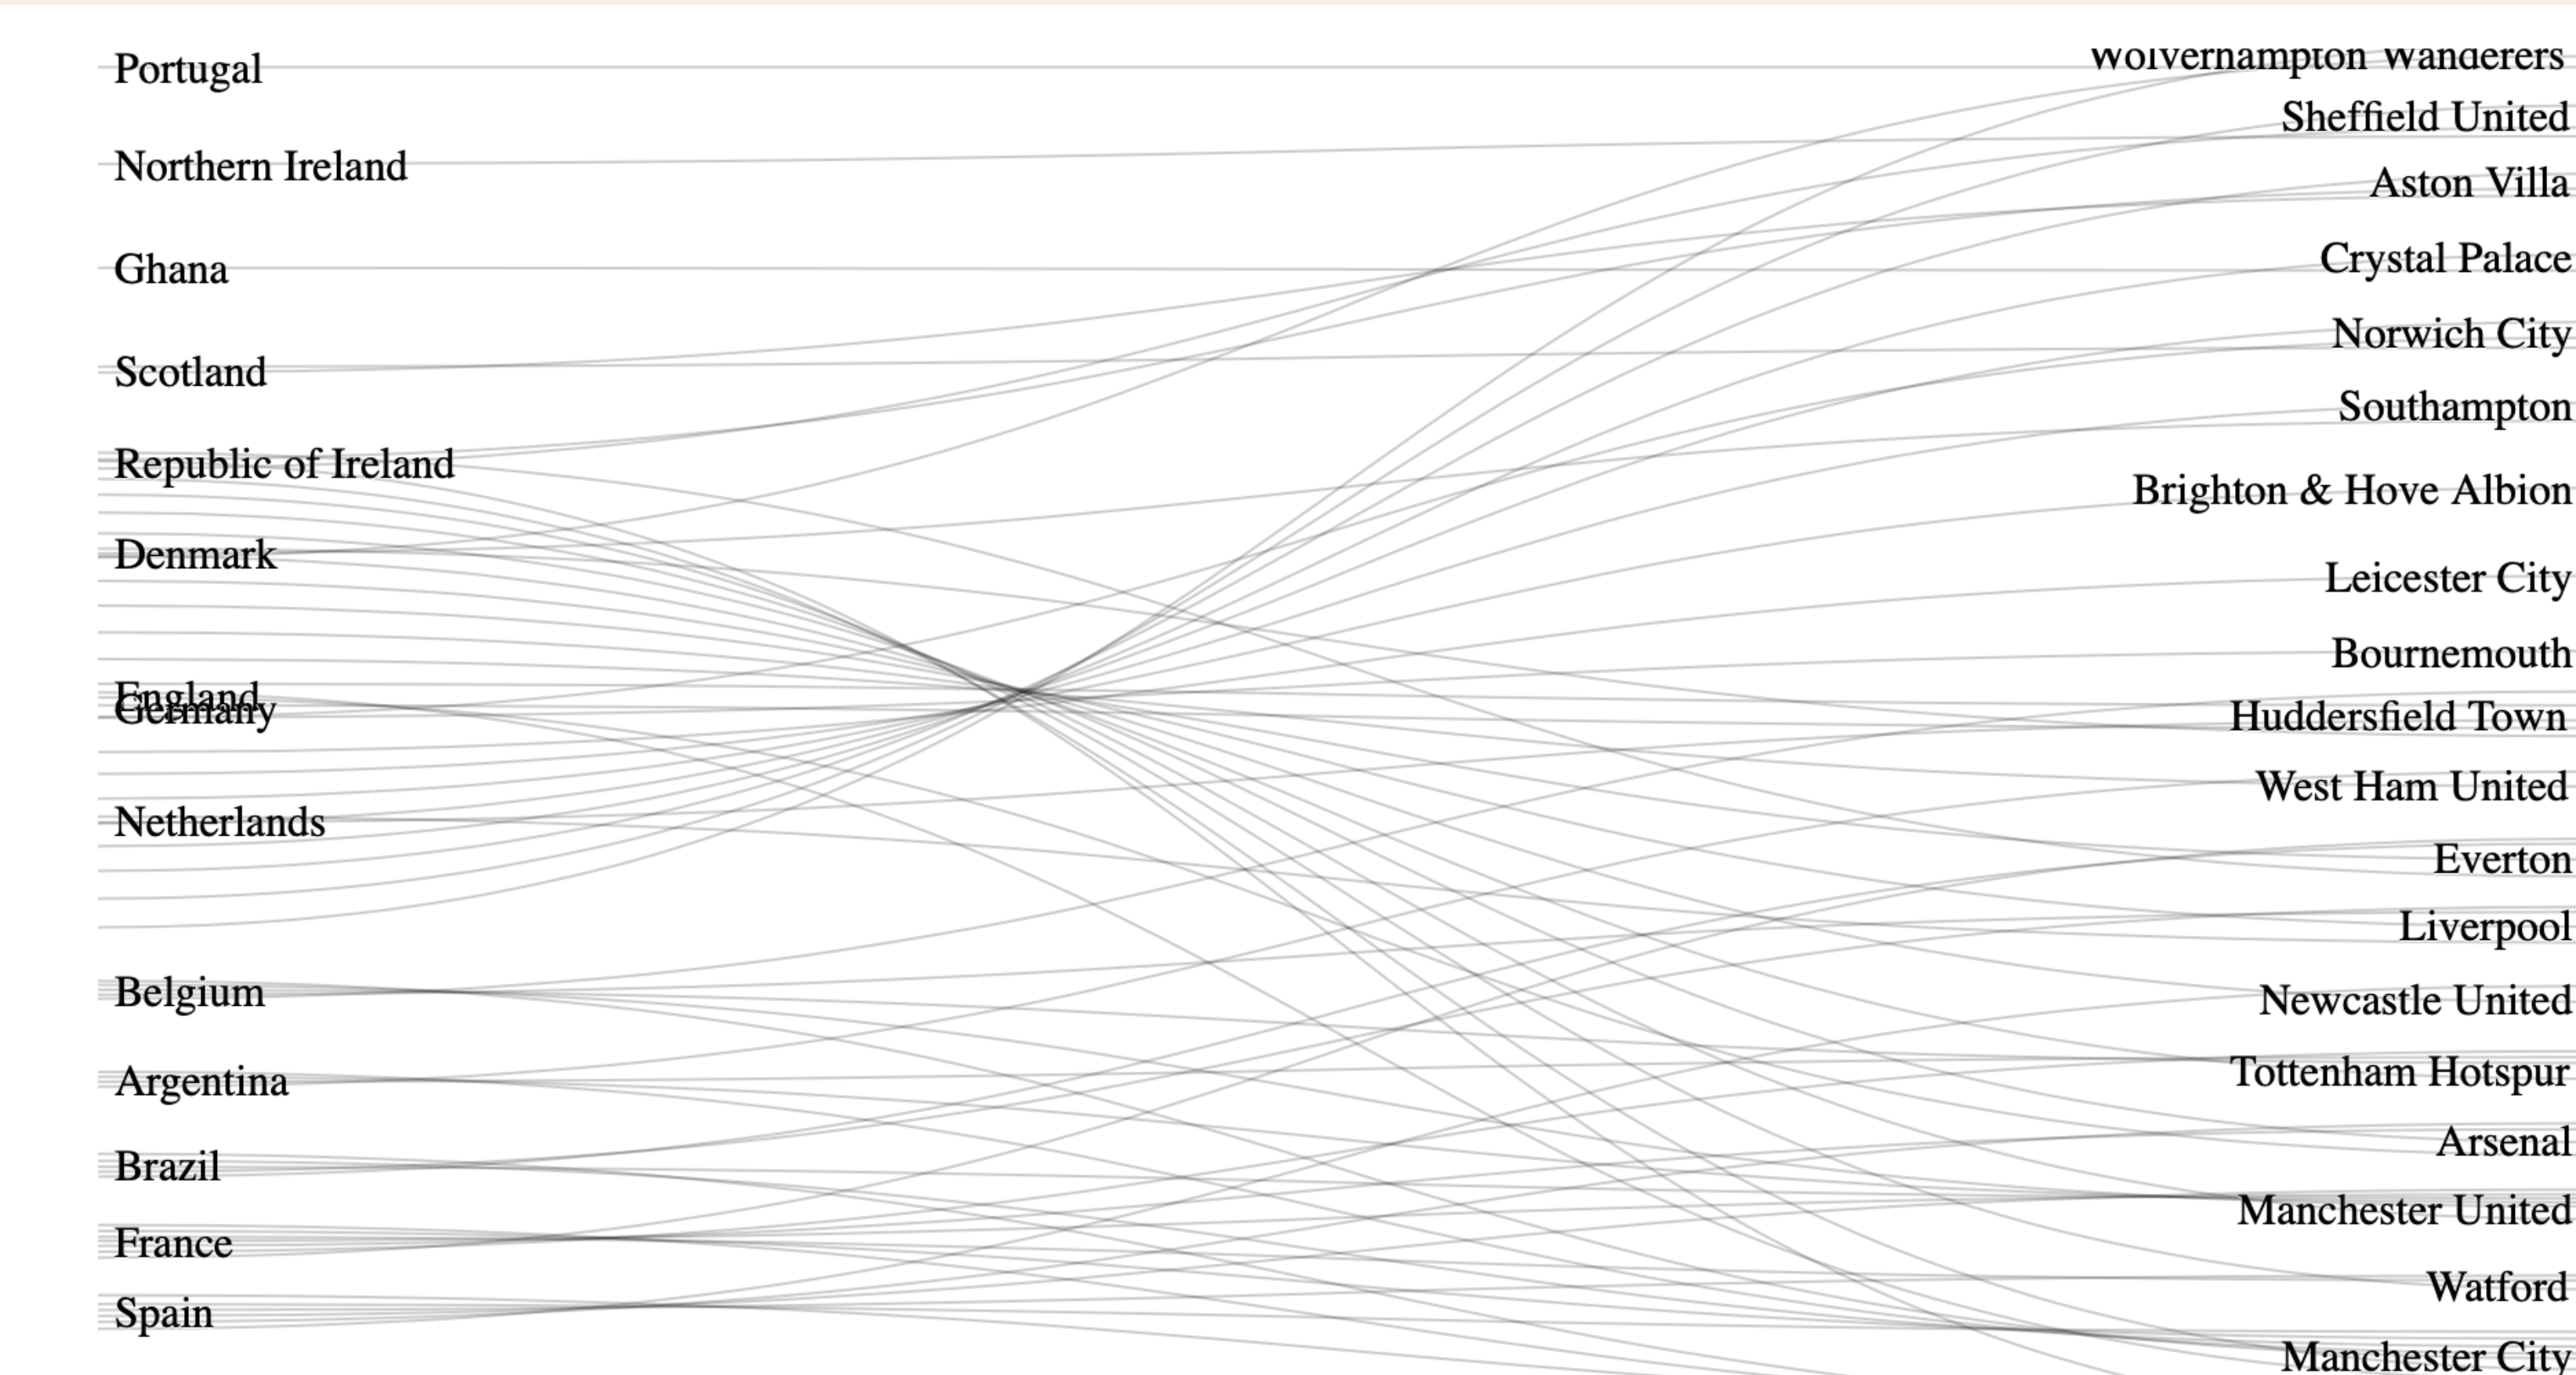 Portugal
Northern Ireland
Ghana
Scotland
Republic of Ireland
Denmark
England
Germany
Netherlands
Belgium
Argentina
Brazil
France
Spain
Wolverhampton Wanderers
Sheffield United
Aston Villa
Crystal Palace
Norwich City
Southampton
Brighton & Hove Albion
Leicester City
Bournemouth
Huddersfield Town
West Ham United
Everton
Liverpool
Newcastle United
Tottenham Hotspur
Arsenal
Manchester United
Watford
Manchester City